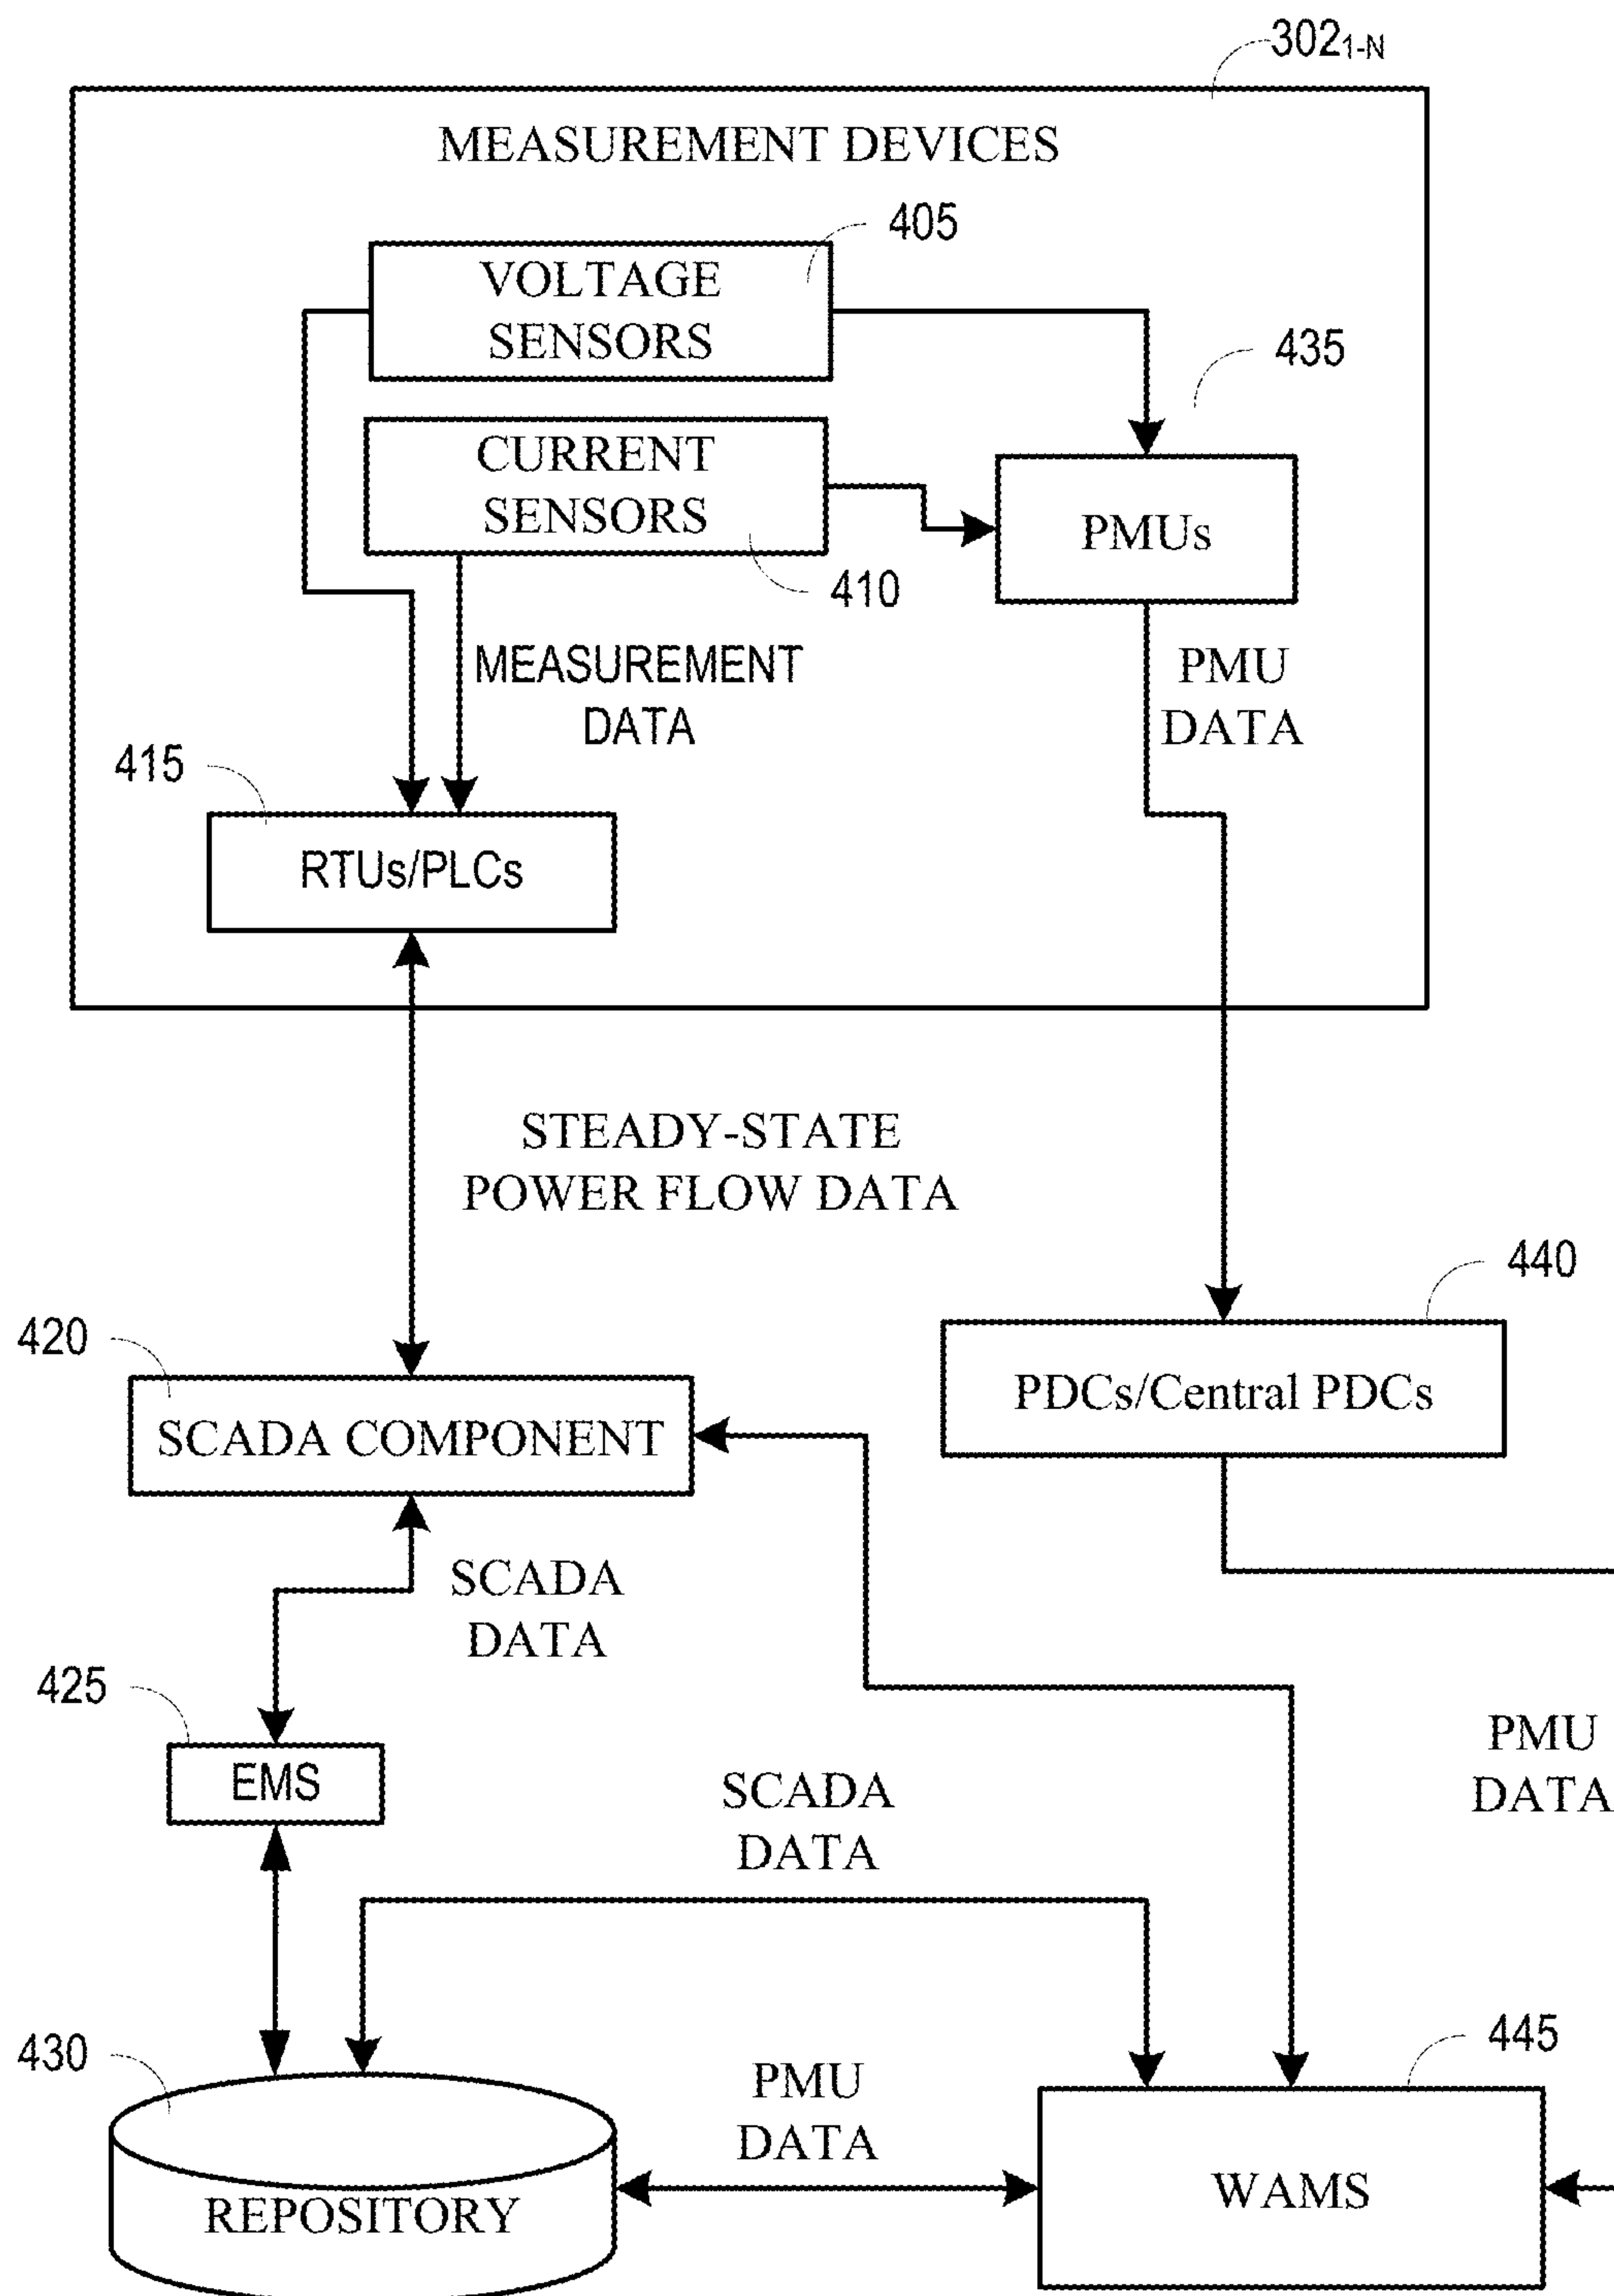 3021-N
MEASUREMENT DEVICES
405
VOLTAGE
SENSORS
435
CURRENT
SENSORS
PMUs
410
MEASUREMENT
DATA
PMU
DATA
415
RTUs/PLCs
STEADY-STATE
POWER FLOW DATA
440
420
PDCs/Central PDCs
SCADA COMPONENT
SCADA
DATA
425
PMU
DATA
EMS
SCADA
DATA
445
430
PMU
DATA
WAMS
REPOSITORY